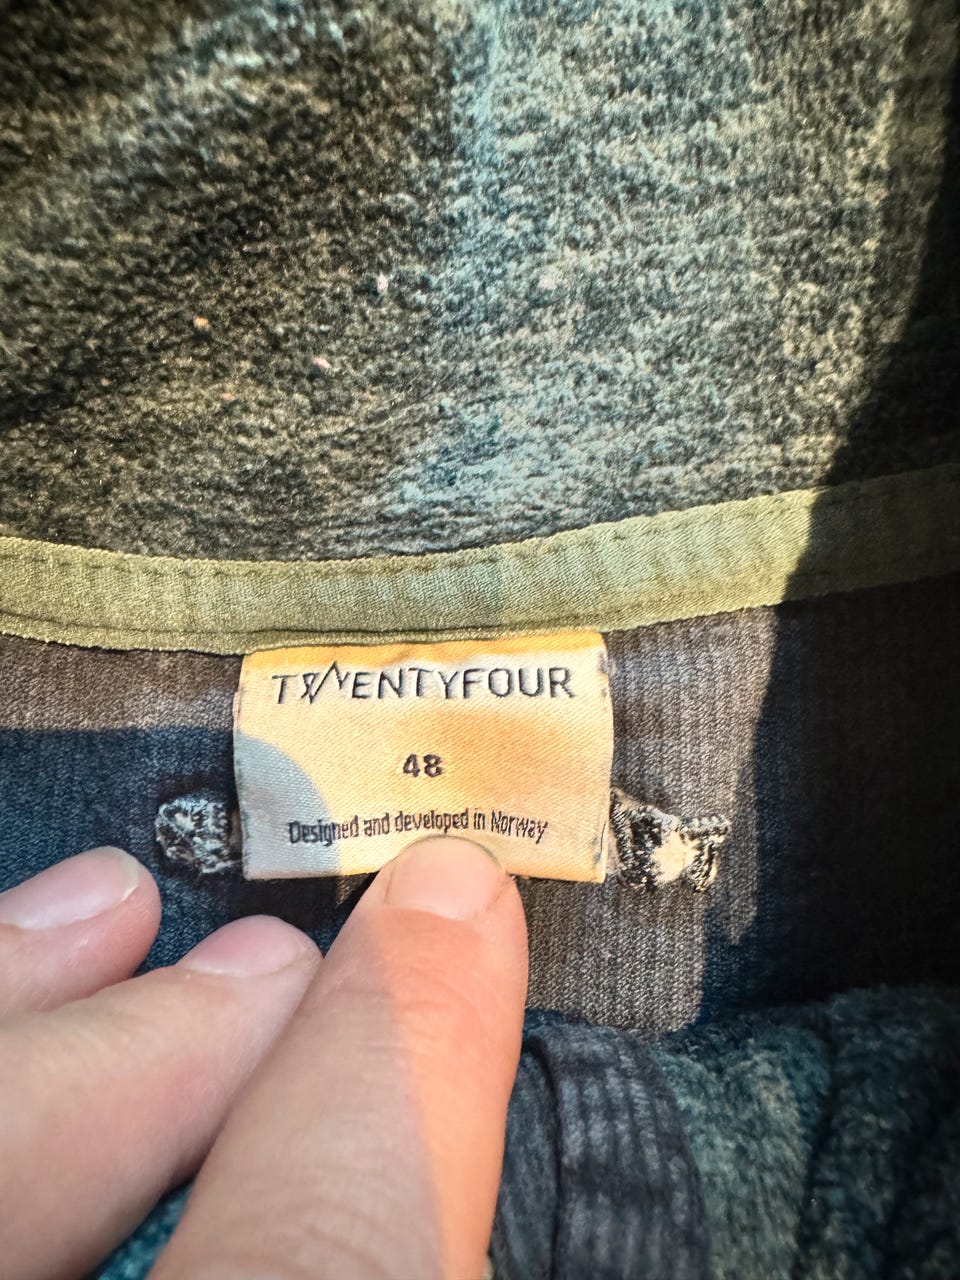 TWENTYFOUR
48
Designed and developed in Norway